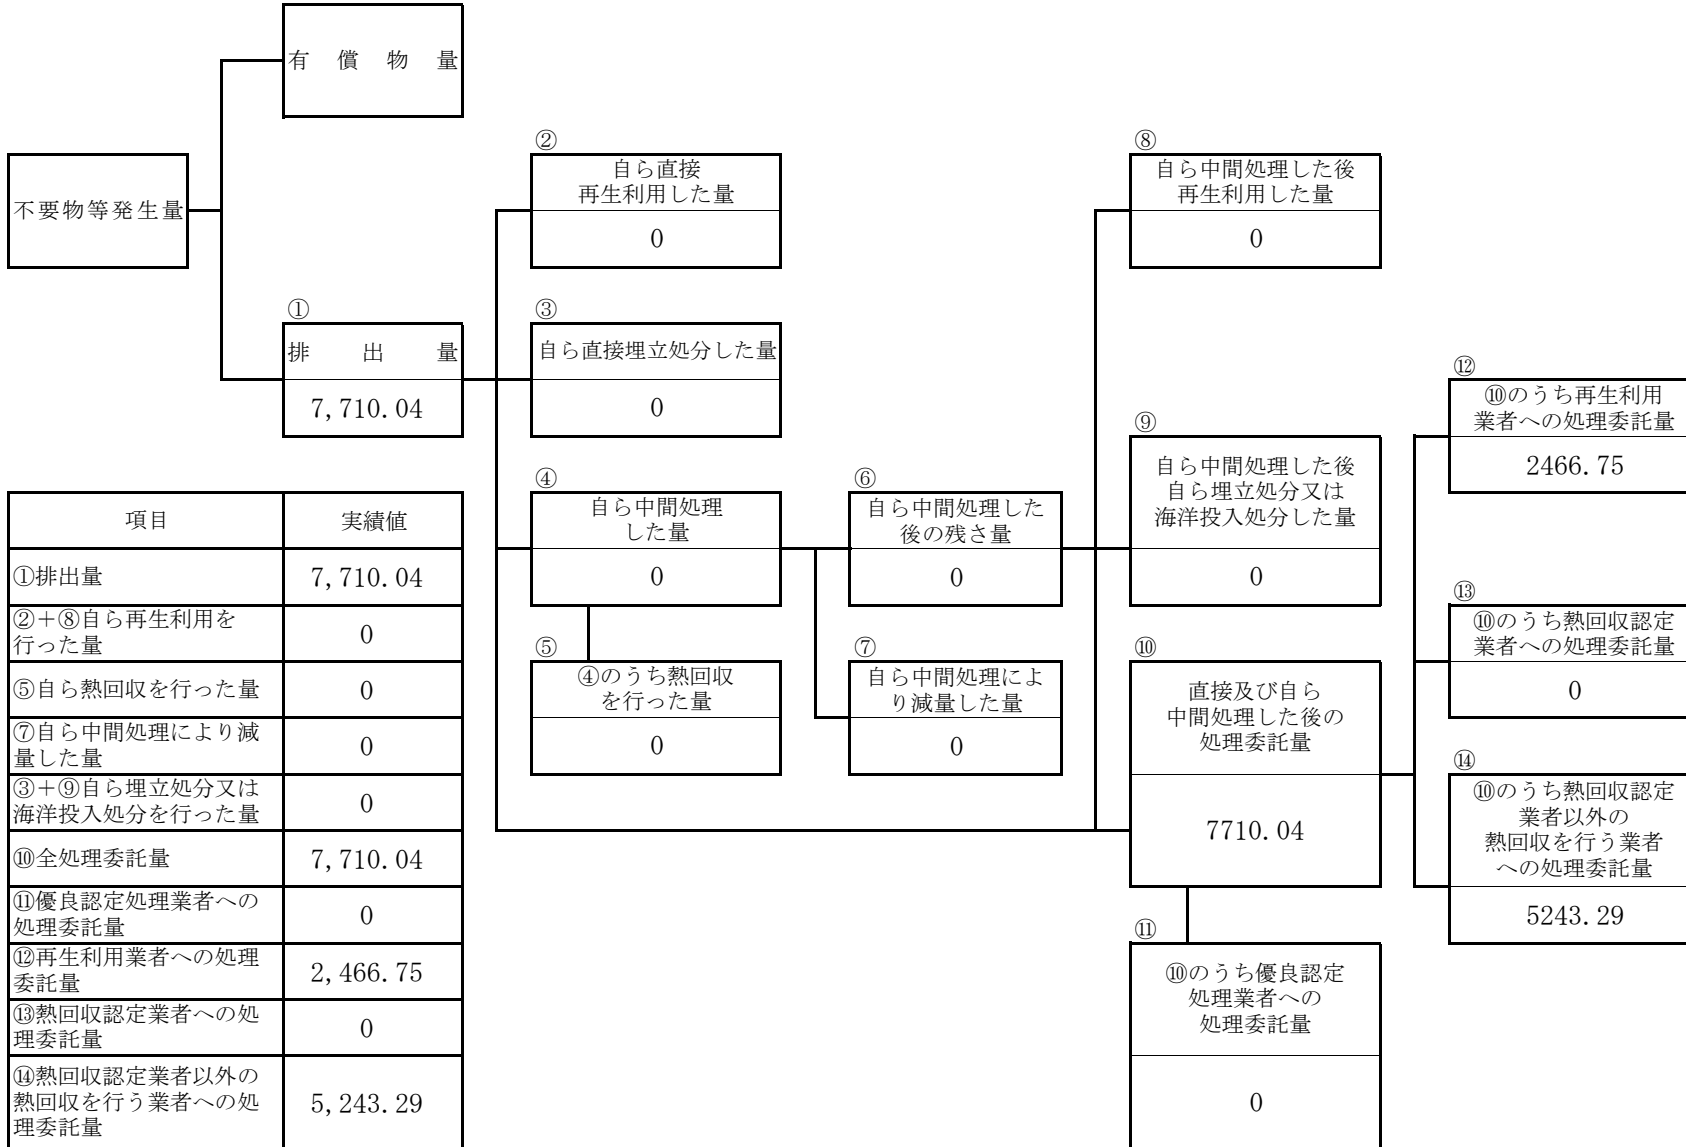 有償物量
不要物等発生量
①
排出量
7,710.04
②
自ら直接
再生利用した量
0
③
自ら直接埋立処分した量
0
④
自ら中間処理
した量
0
⑤
④のうち熱回収
を行った量
0
⑥
自ら中間処理した
後の残さ量
0
⑦
自ら中間処理によ
り減量した量
0
⑧
自ら中間処理した後
再生利用した量
0
⑨
自ら中間処理した後
自ら埋立処分又は
海洋投入処分した量
0
⑩
直接及び自ら
中間処理した後の
処理委託量
7710.04
⑪
⑩のうち優良認定
処理業者への
処理委託量
0
⑫
⑩のうち再生利用
業者への処理委託量
2466.75
⑬
⑩のうち熱回収認定
業者への処理委託量
0
⑭
⑩のうち熱回収認定
業者以外の
熱回収を行う業者
への処理委託量
5243.29
項目 実績値
①排出量 7,710.04
②+⑧自ら再生利用を
行った量 0
⑤自ら熱回収を行った量 0
⑦自ら中間処理により減
量した量 0
③+⑨自ら埋立処分又は
海洋投入処分を行った量 0
⑩全処理委託量 7,710.04
⑪優良認定処理業者への
処理委託量 0
⑫再生利用業者への処理
委託量 2,466.75
⑬熱回収認定業者への処
理委託量 0
⑭熱回収認定業者以外の
熱回収を行う業者への処
理委託量 5,243.29